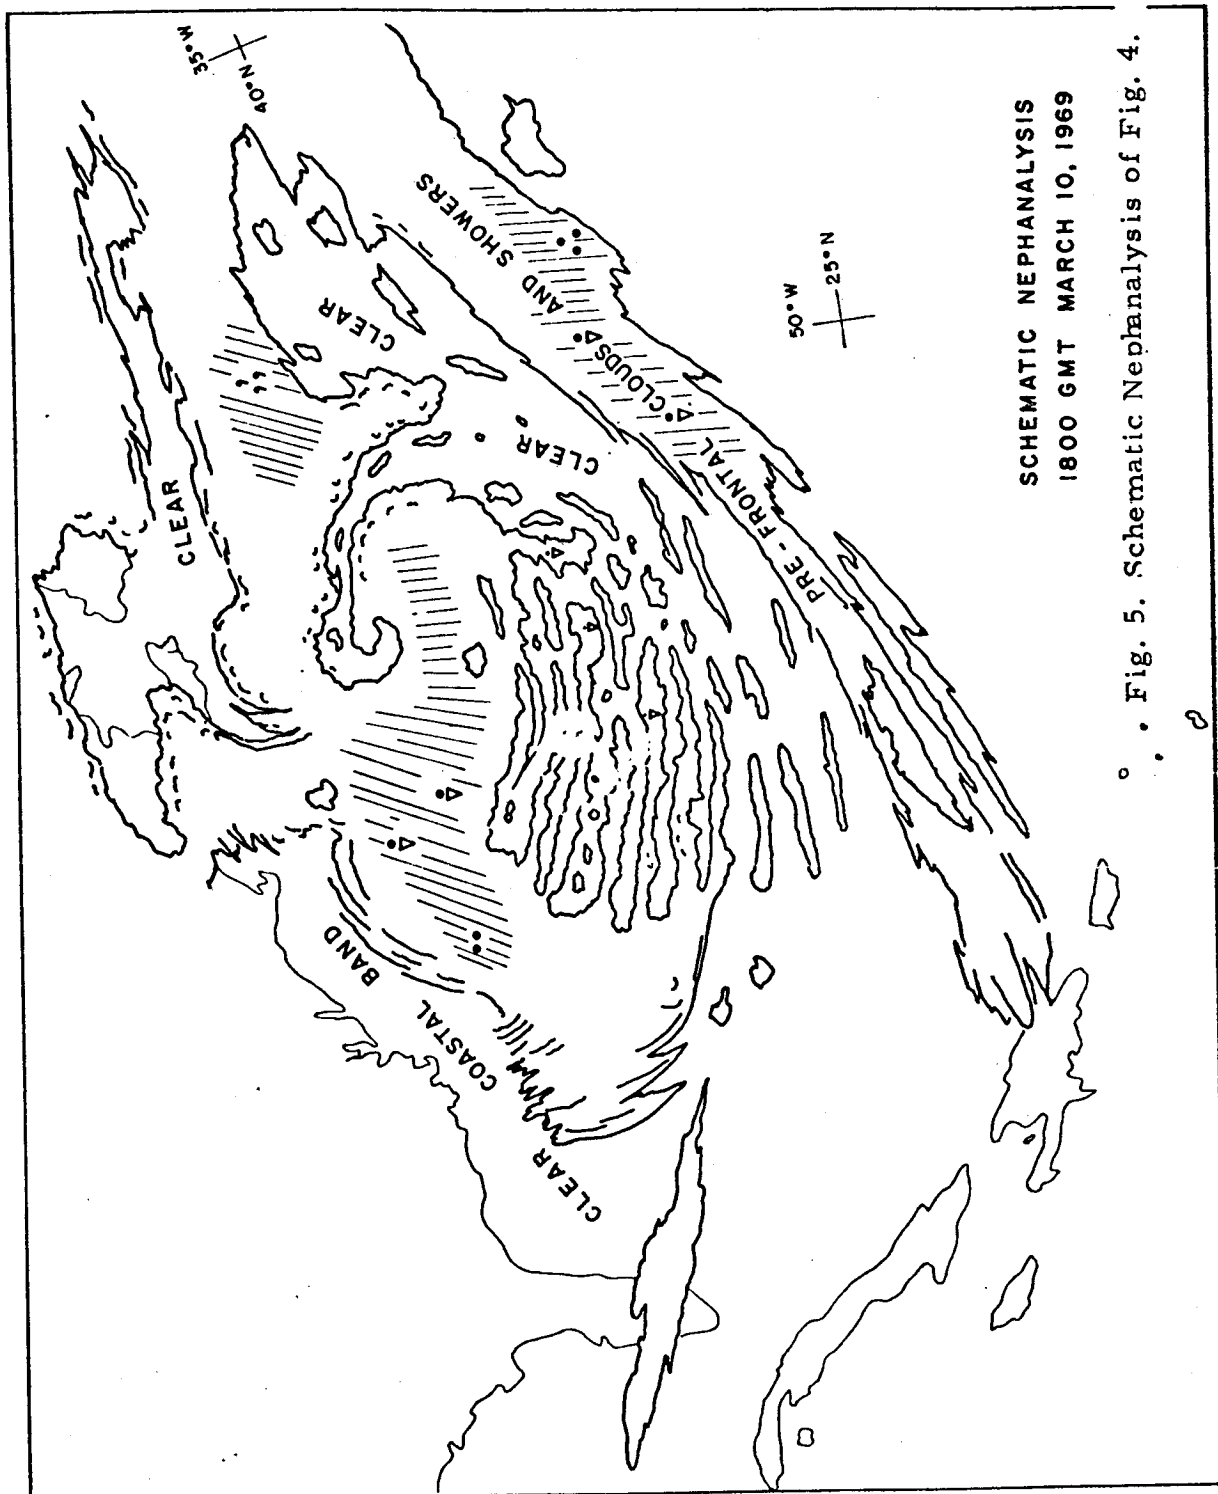 35°W
40°N
CLEAR
CLEAR
CLEAR
PRE-FRONTAL CLOUDS AND SHOWERS
COASTAL BAND
CLEAR
50°W
25°N
SCHEMATIC NEPHANALYSIS
1800 GMT MARCH 10, 1969
Fig. 5. Schematic Nephanalysis of Fig. 4.